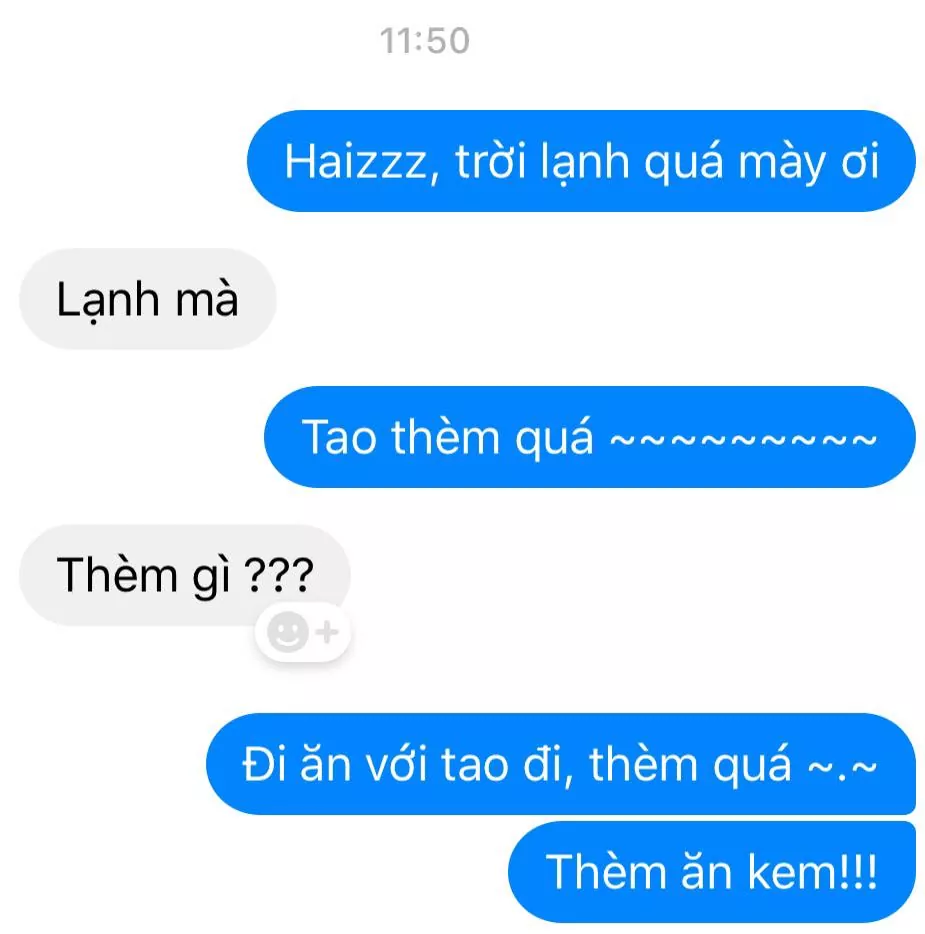 11:50
Haizzz, trời lạnh quá mày ơi
Lạnh mà
Tao thèm quá ~~~~~~~~~
Thèm gì ???
Đi ăn với tao đi, thèm quá ~.~
Thèm ăn kem!!!